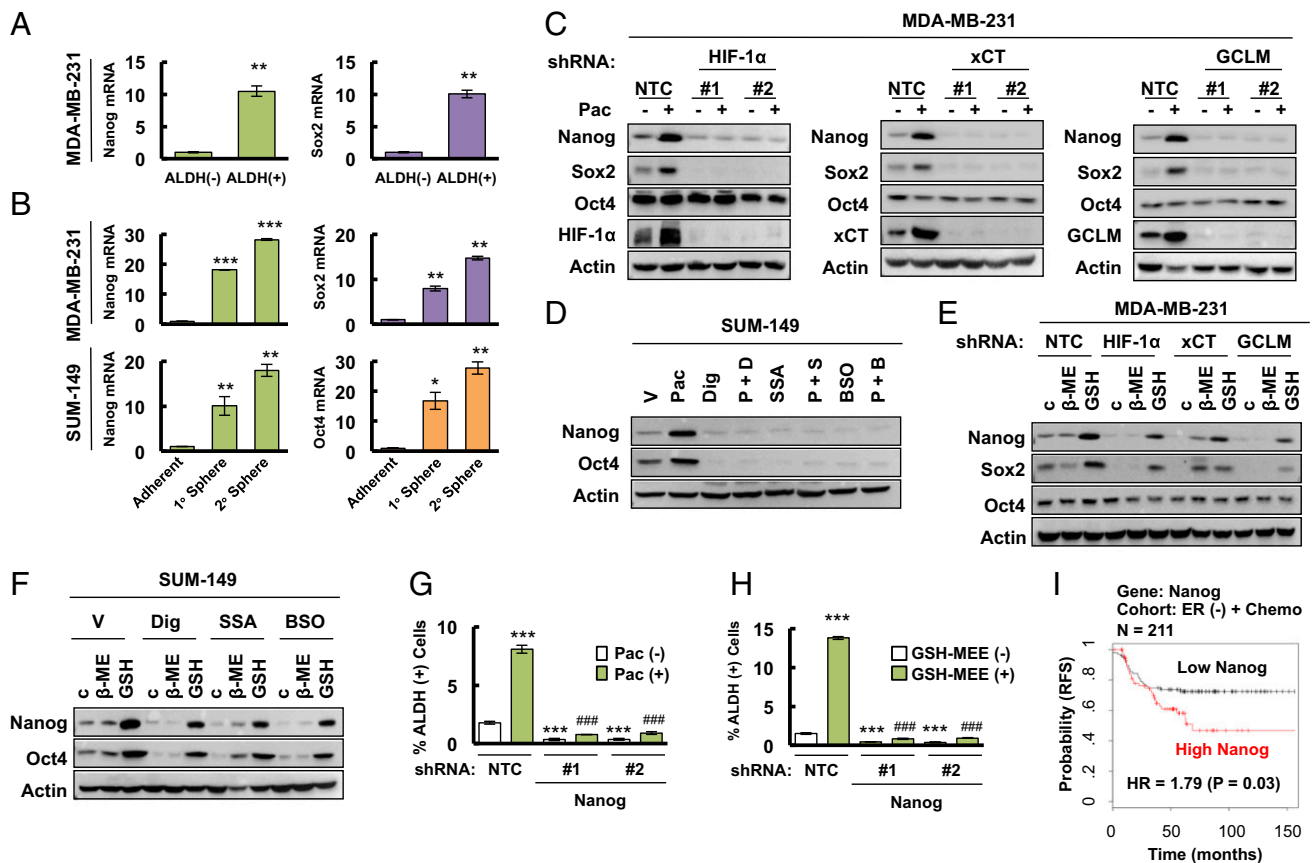 A
MDA-MB-231
Nanog mRNA
15
10
5
0
**
ALDH(-) ALDH(+)
Sox2 mRNA
15
10
5
0
**
ALDH(-) ALDH(+)
B
MDA-MB-231
Nanog mRNA
30
20
10
0
***
***
Sox2 mRNA
20
10
0
**
**
SUM-149
Nanog mRNA
20
10
0
**
**
Adherent
1° Sphere
2° Sphere
Oct4 mRNA
30
20
10
0
*
**
Adherent
1° Sphere
2° Sphere
C
MDA-MB-231
shRNA:
HIF-1α
NTC #1 #2
Pac - + - + - +
Nanog
Sox2
Oct4
HIF-1α
Actin
xCT
NTC #1 #2
- + - + - +
Nanog
Sox2
Oct4
xCT
Actin
GCLM
NTC #1 #2
- + - + - +
Nanog
Sox2
Oct4
GCLM
Actin
D
SUM-149
V Pac Dig P + D SSA P + S BSO P + B
Nanog
Oct4
Actin
E
MDA-MB-231
shRNA: NTC HIF-1α xCT GCLM
c β-ME GSH c β-ME GSH c β-ME GSH c β-ME GSH
Nanog
Sox2
Oct4
Actin
F
SUM-149
V Dig SSA BSO
c β-ME GSH c β-ME GSH c β-ME GSH c β-ME GSH
Nanog
Oct4
Actin
G
% ALDH (+) Cells
10
5
0
***
Pac (-)
Pac (+)
*** ### *** ###
shRNA: NTC #1 #2
Nanog
H
% ALDH (+) Cells
15
10
5
0
***
GSH-MEE (-)
GSH-MEE (+)
*** ### *** ###
shRNA: NTC #1 #2
Nanog
I
Gene: Nanog
Cohort: ER (-) + Chemo
N = 211
Probability (RFS)
1
.8
.6
.4
.2
0
Low Nanog
High Nanog
HR = 1.79 (P = 0.03)
0 50 100 150
Time (months)